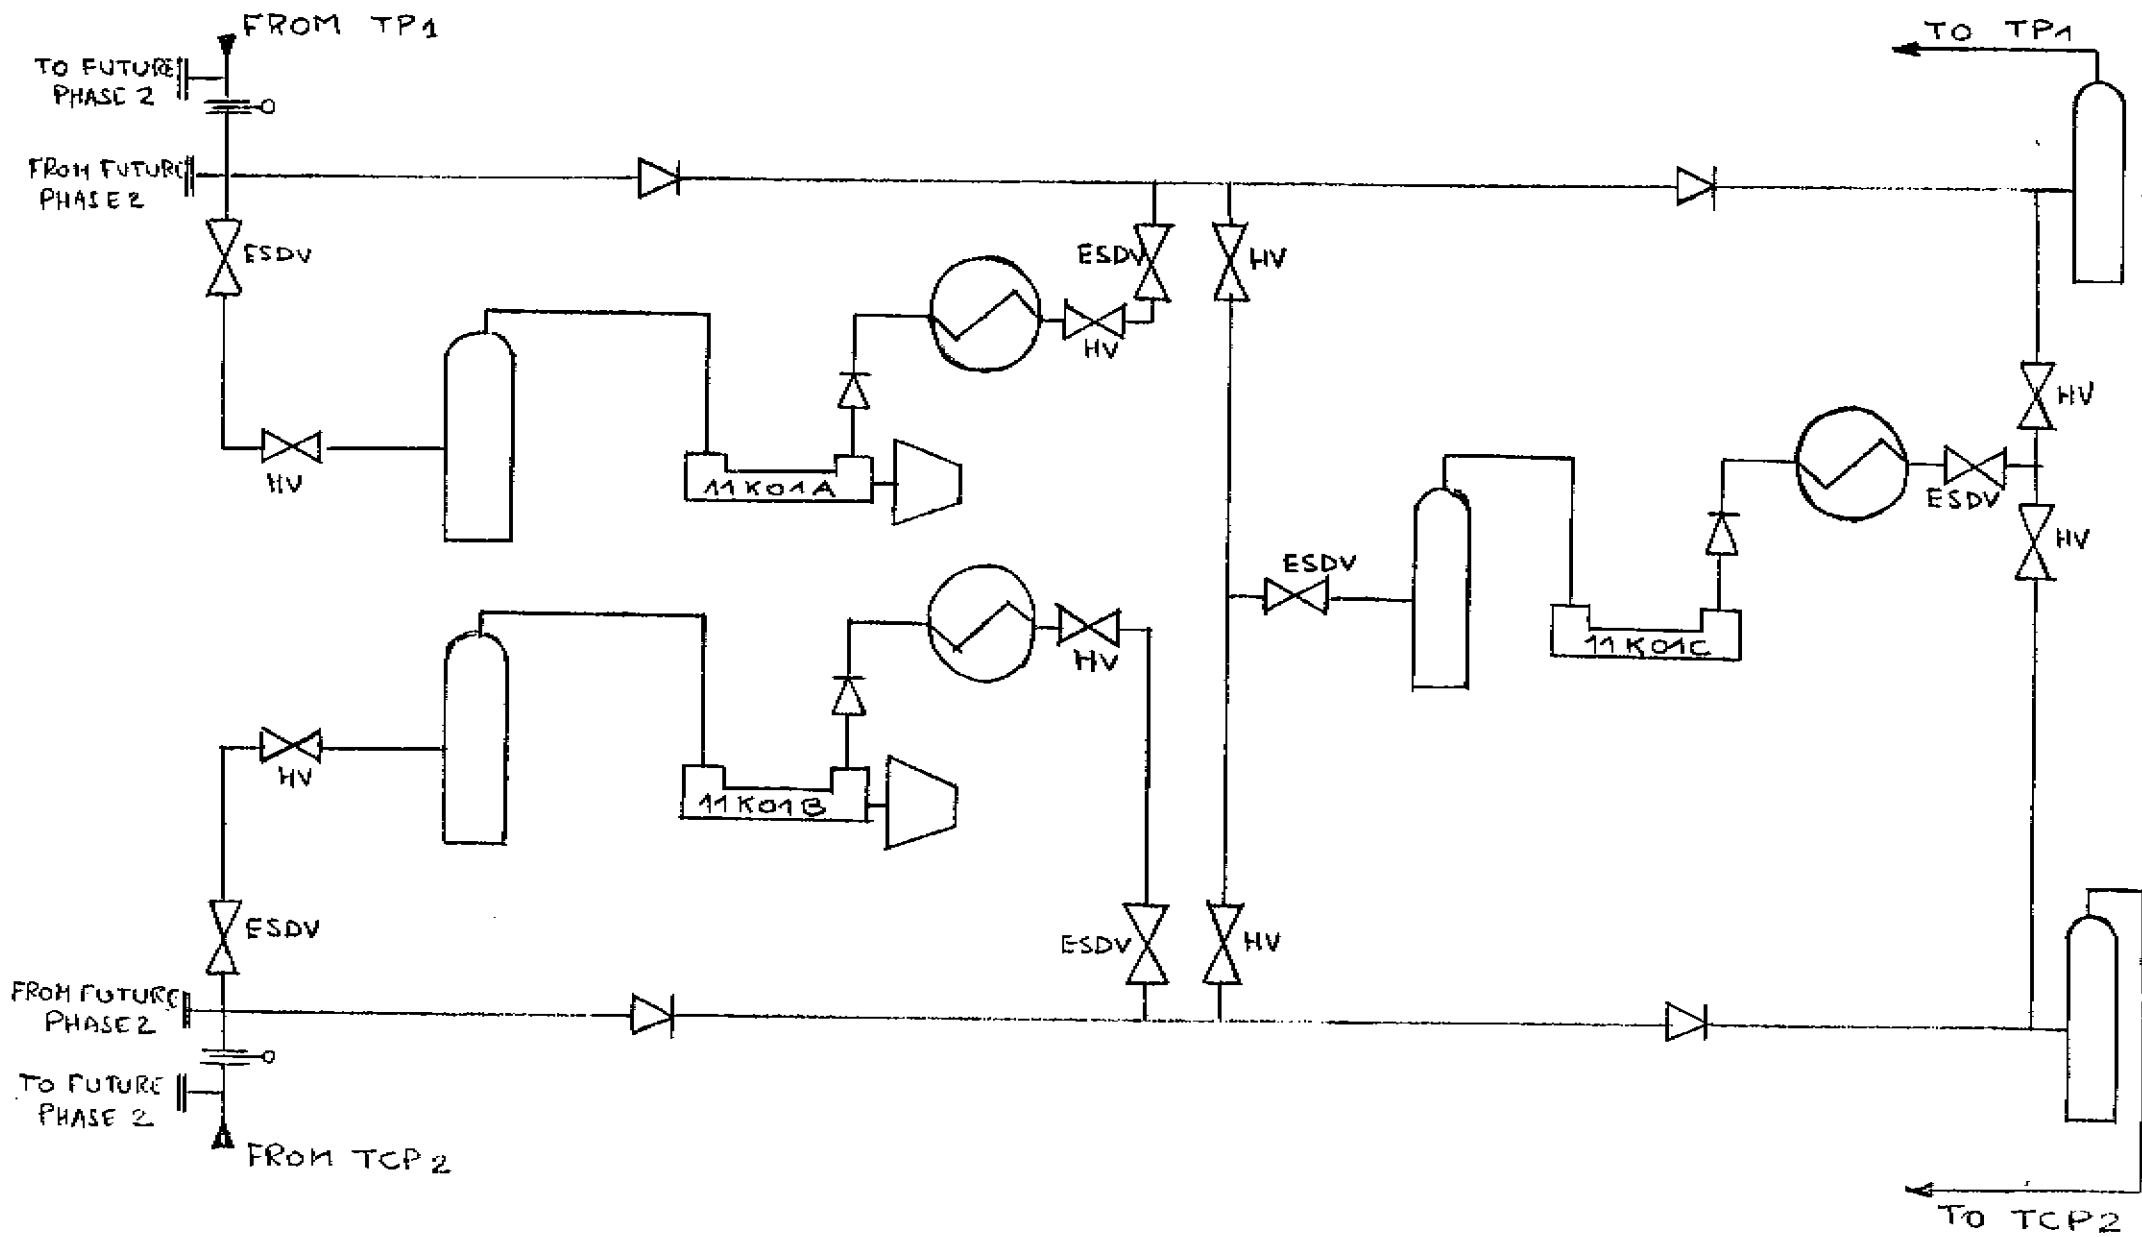 FROM TP1
TO TP1
TO FUTURE
PHASE 2
FROM FUTURE
PHASE 2
ESDV
ESDV
HV
HV
HV
HV
11K01A
ESDV
HV
ESDV
HV
11K01C
HV
HV
11K01B
ESDV
ESDV
HV
FROM FUTURE
PHASE 2
TO FUTURE
PHASE 2
FROM TCP2
TO TCP2